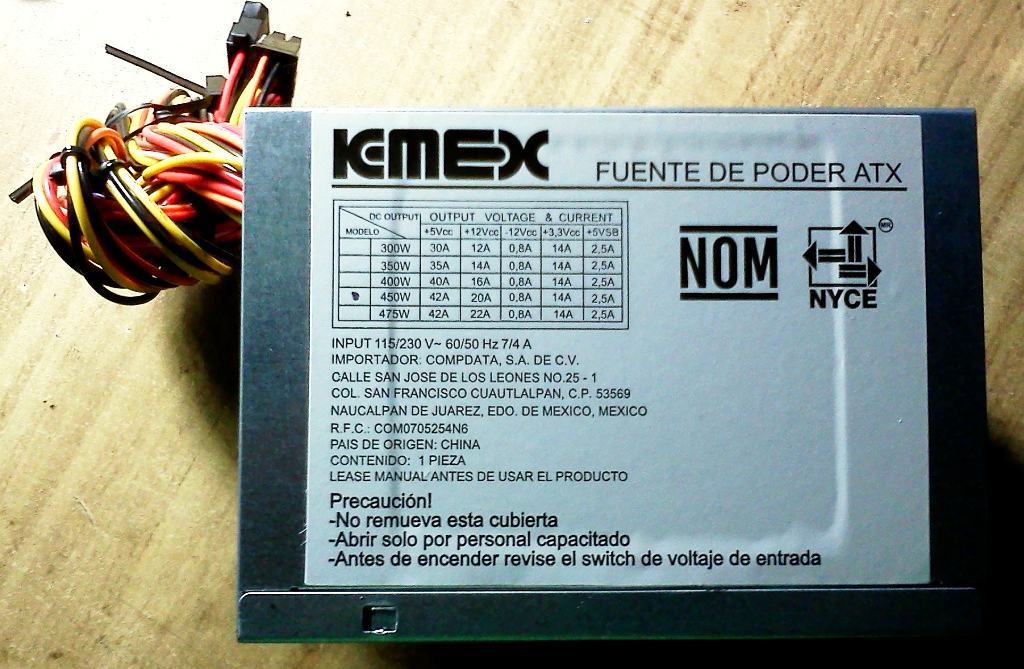 KMEX
FUENTE DE PODER ATX
DC OUTPUT OUTPUT VOLTAGE & CURRENT
MODELO +5Vcc +12Vcc -12Vcc +3,3Vcc +5VSB
300W 30A 12A 0,8A 14A 2,5A
350W 35A 14A 0,8A 14A 2,5A
400W 40A 16A 0,8A 14A 2,5A
450W 42A 20A 0,8A 14A 2,5A
475W 42A 22A 0,8A 14A 2,5A
NOM
MR
NYCE
INPUT 115/230 V~ 60/50 Hz 7/4 A
IMPORTADOR: COMPDATA, S.A. DE C.V.
CALLE SAN JOSE DE LOS LEONES NO.25 - 1
COL. SAN FRANCISCO CUAUTLALPAN, C.P. 53569
NAUCALPAN DE JUAREZ, EDO. DE MEXICO, MEXICO
R.F.C.: COM0705254N6
PAIS DE ORIGEN: CHINA
CONTENIDO: 1 PIEZA
LEASE MANUAL ANTES DE USAR EL PRODUCTO
Precaución!
-No remueva esta cubierta
-Abrir solo por personal capacitado
-Antes de encender revise el switch de voltaje de entrada